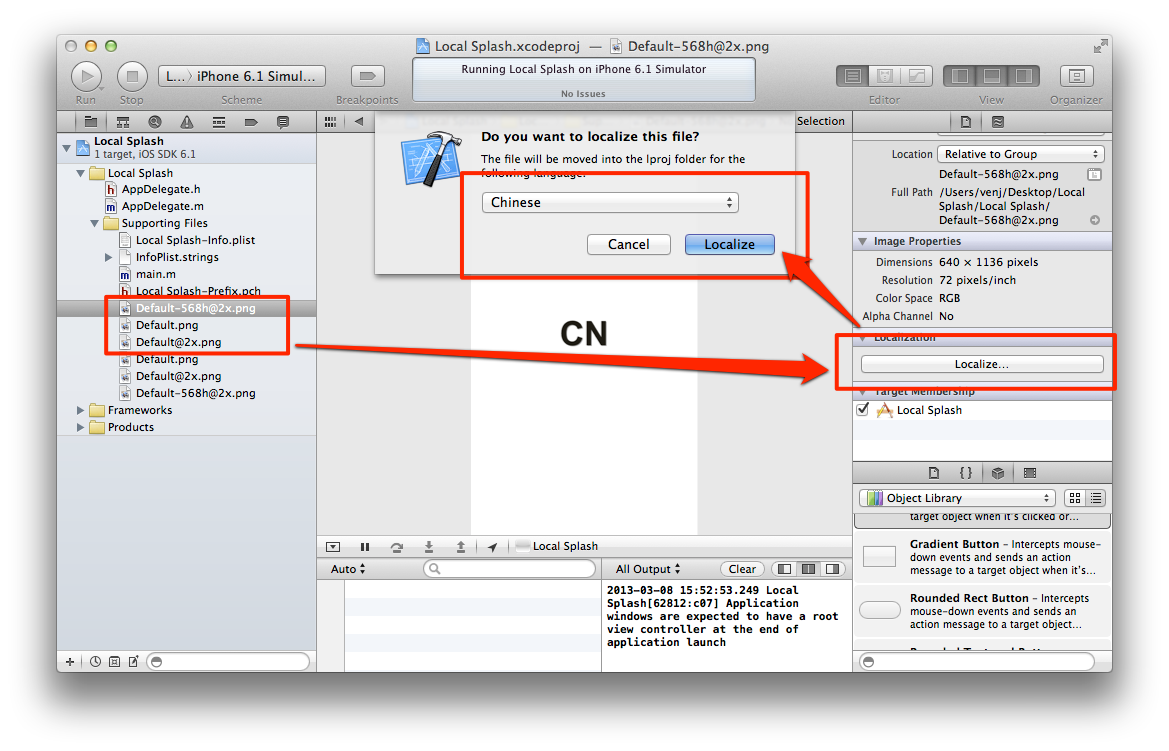 Local Splash.xcodeproj — Default-568h@2x.png
L... 〉 iPhone 6.1 Simul...
Running Local Splash on iPhone 6.1 Simulator
No Issues
Run
Stop
Scheme
Breakpoints
Editor
View
Organizer
Local Splash
1 target, iOS SDK 6.1
Local Splash
AppDelegate.h
AppDelegate.m
Supporting Files
Local Splash-Info.plist
InfoPlist.strings
main.m
Local Splash-Prefix.pch
Default-568h@2x.png
Default.png
Default@2x.png
Default.png
Default@2x.png
Default-568h@2x.png
Frameworks
Products
Selection
Do you want to localize this file?
The file will be moved into the lproj folder for the
following language:
Chinese
Cancel
Localize
CN
Location
Relative to Group
Default-568h@2x.png
Full Path
/Users/venj/Desktop/Local
Splash/Local Splash/
Default-568h@2x.png
Image Properties
Dimensions 640 × 1136 pixels
Resolution 72 pixels/inch
Color Space RGB
Alpha Channel No
Localization
Localize...
Target Membership
Local Splash
Object Library
target object when it's clicked or...
Gradient Button – Intercepts mouse-
down events and sends an action
message to a target object when it's...
Rounded Rect Button – Intercepts
mouse-down events and sends an
action message to a target object...
Local Splash
Auto
All Output
Clear
2013-03-08 15:52:53.249 Local
Splash[62812:c07] Application
windows are expected to have a root
view controller at the end of
application launch